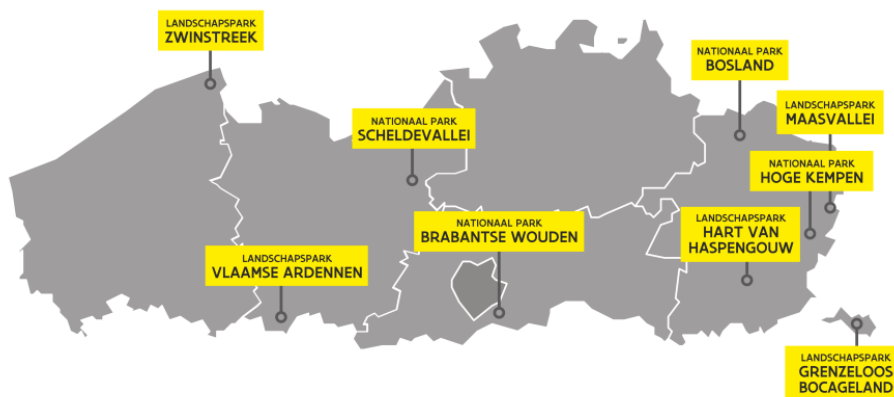 LANDSCHAPSPARK
ZWINSTREEK
NATIONAAL PARK
BOSLAND
LANDSCHAPSPARK
MAASVALLEI
NATIONAAL PARK
SCHELDEVALLEI
NATIONAAL PARK
HOGE KEMPEN
LANDSCHAPSPARK
HART VAN
HASPENGOUW
NATIONAAL PARK
BRABANTSE WOUDEN
LANDSCHAPSPARK
VLAAMSE ARDENNEN
LANDSCHAPSPARK
GRENZELOOS
BOCAGELAND